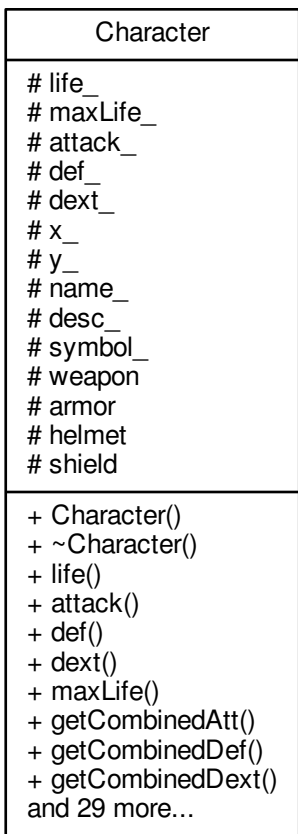 Character
# life_
# maxLife_
# attack_
# def_
# dext_
# x_
# y_
# name_
# desc_
# symbol_
# weapon
# armor
# helmet
# shield
+ Character()
+ ~Character()
+ life()
+ attack()
+ def()
+ dext()
+ maxLife()
+ getCombinedAtt()
+ getCombinedDef()
+ getCombinedDext()
and 29 more...